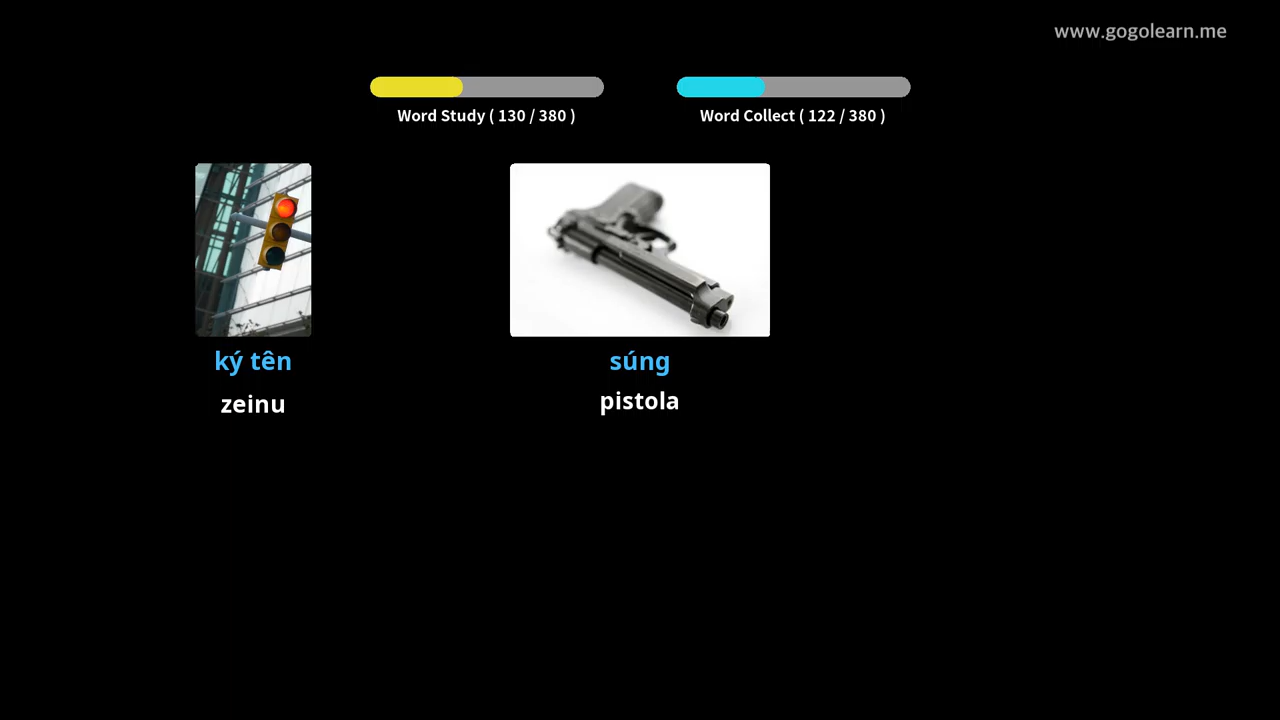 www.gogolearn.me
Word Study ( 130 / 380 )
Word Collect ( 122 / 380 )
ký tên
zeinu
súng
pistola